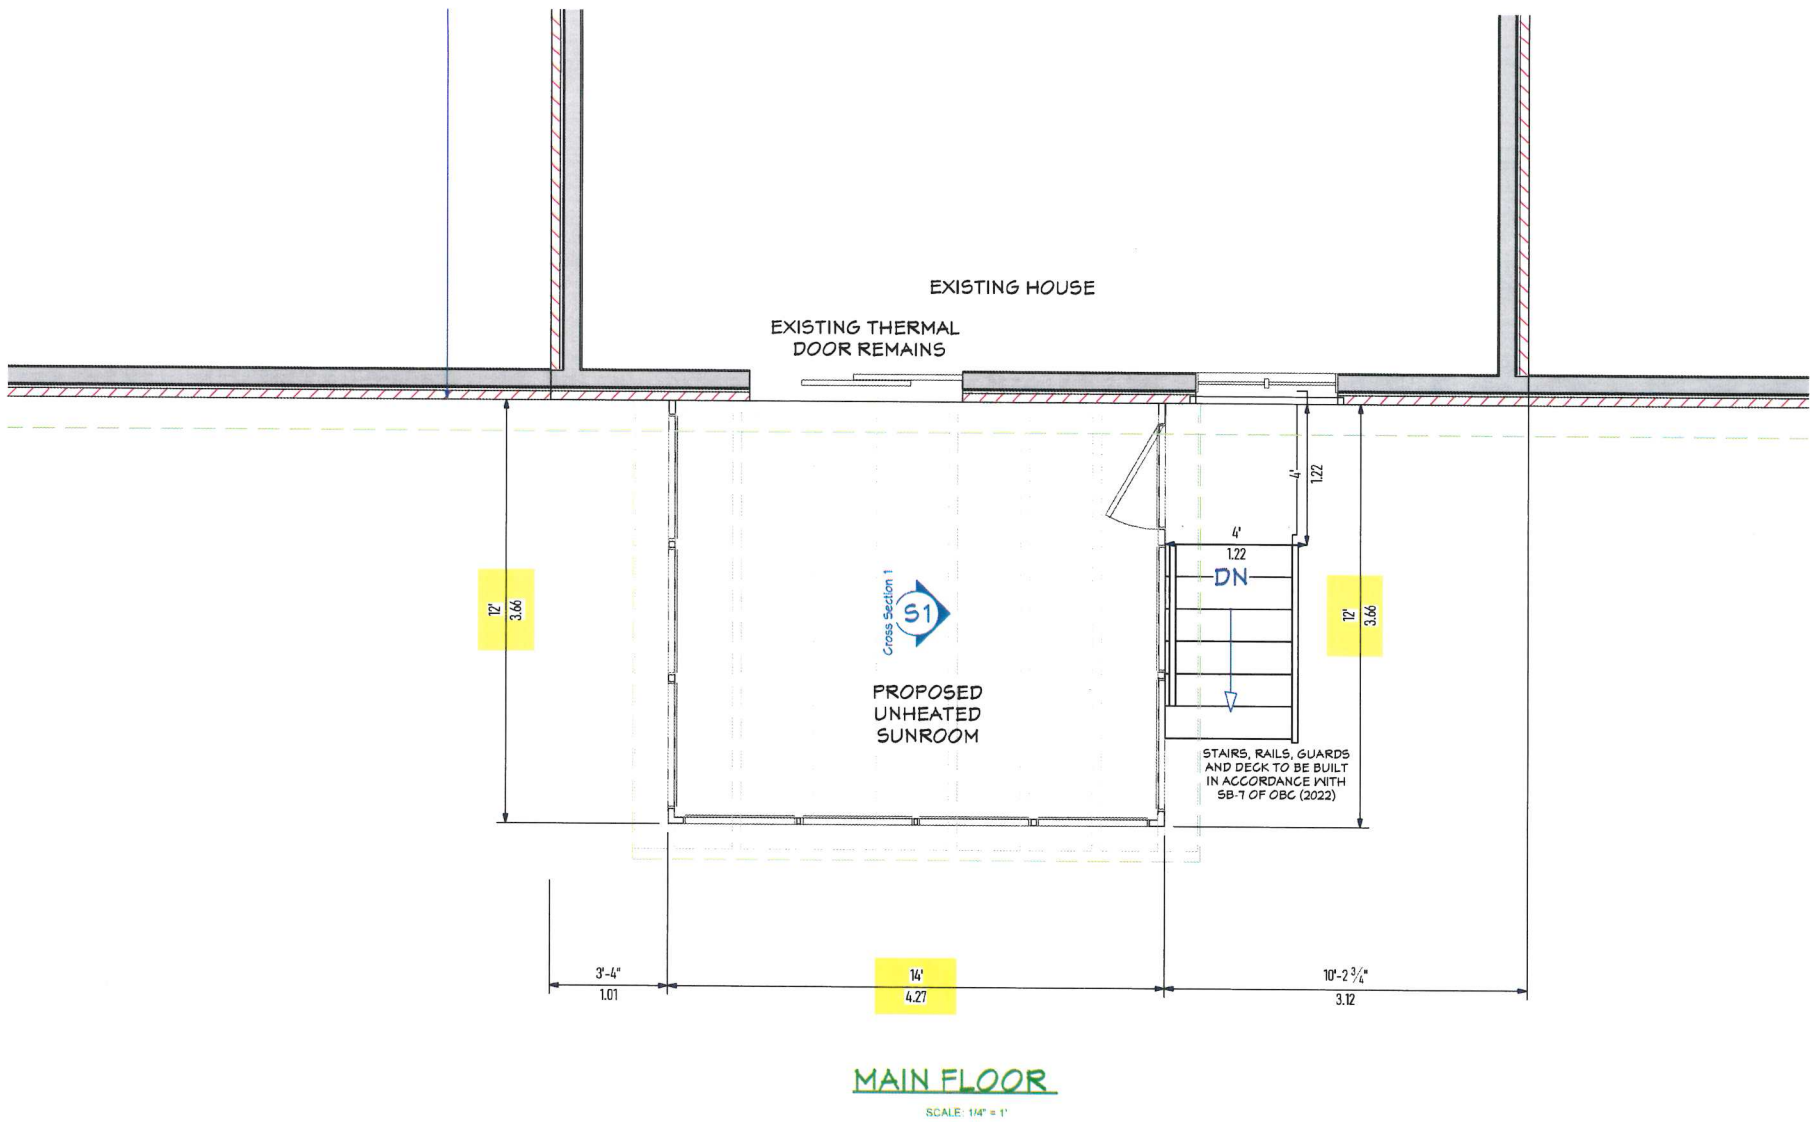 EXISTING HOUSE
EXISTING THERMAL
DOOR REMAINS
4'
1.22
4'
1.22
DN
12'
3.66
Cross Section 1
S1
12'
3.66
PROPOSED
UNHEATED
SUNROOM
STAIRS, RAILS, GUARDS
AND DECK TO BE BUILT
IN ACCORDANCE WITH
SB-7 OF OBC (2022)
3'-4"
1.01
14'
4.27
10'-2 3/4"
3.12
MAIN FLOOR
SCALE: 1/4" = 1'